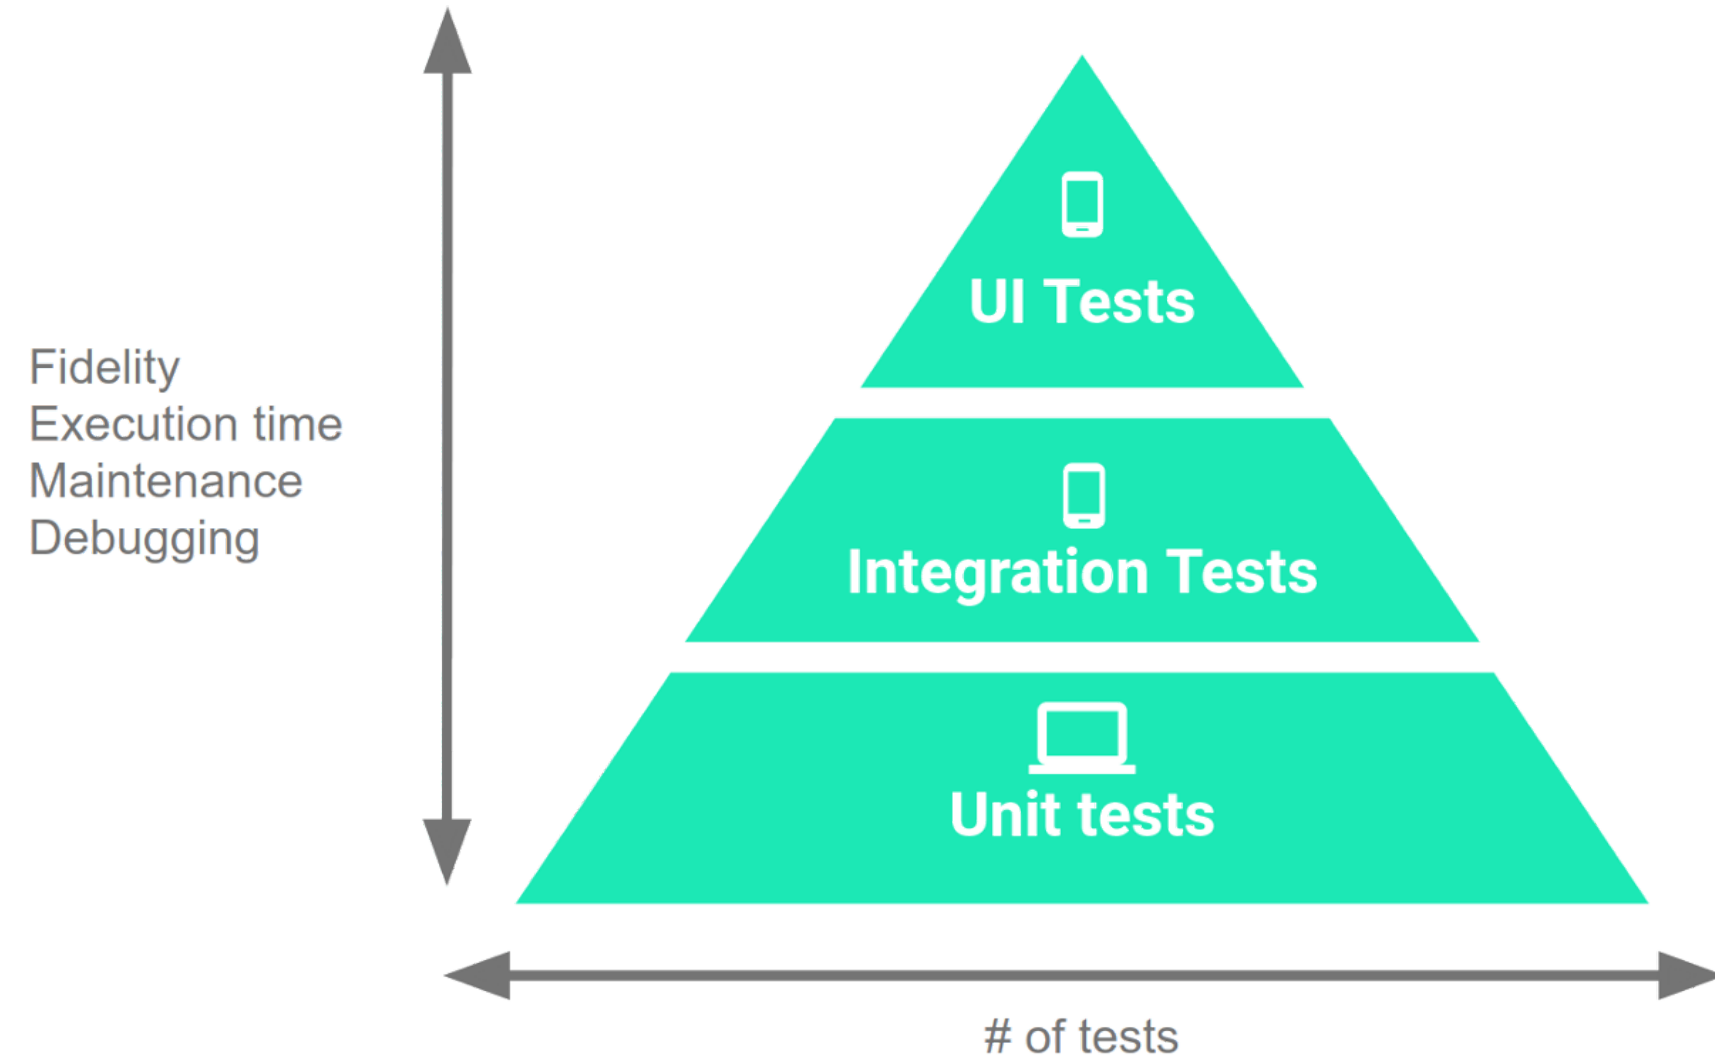 UI Tests
Fidelity
Execution time
Maintenance
Debugging
Integration Tests
Unit tests
# of tests